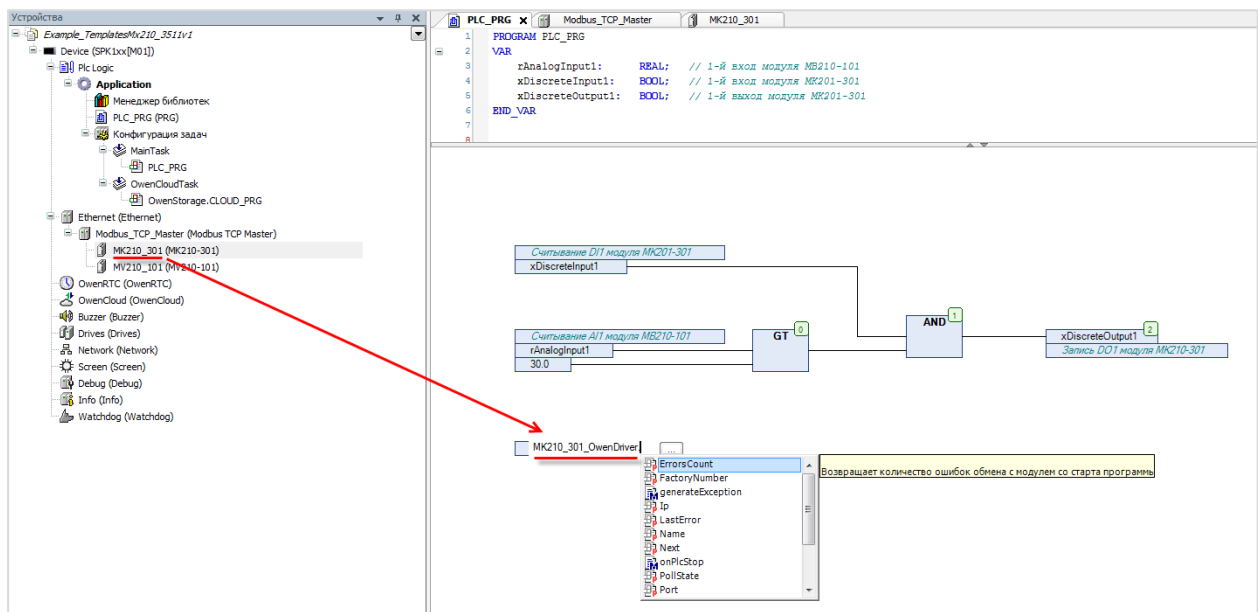 Устройства
Example_TemplatesMx210_3511v1
Device (SPK1xx[M01])
Plc Logic
Application
Менеджер библиотек
PLC_PRG (PRG)
Конфигурация задач
MainTask
PLC_PRG
OwenCloudTask
OwenStorage.CLOUD_PRG
Ethernet (Ethernet)
Modbus_TCP_Master (Modbus TCP Master)
MK210_301 (MK210-301)
MV210_101 (MV210-101)
OwenRTC (OwenRTC)
OwenCloud (OwenCloud)
Buzzer (Buzzer)
Drives (Drives)
Network (Network)
Screen (Screen)
Debug (Debug)
Info (Info)
Watchdog (Watchdog)
PLC_PRG Modbus_TCP_Master MK210_301
1 PROGRAM PLC_PRG
2 VAR
3 rAnalogInput1: REAL; // 1-й вход модуля МВ210-101
4 xDiscreteInput1: BOOL; // 1-й вход модуля МК201-301
5 xDiscreteOutput1: BOOL; // 1-й выход модуля МК201-301
6 END_VAR
7
8
Считывание DI1 модуля МК201-301
xDiscreteInput1
Считывание AI1 модуля МВ210-101
rAnalogInput1
30.0
GT 0
AND 1
xDiscreteOutput1 2
Запись DO1 модуля МК210-301
MK210_301_OwenDriver. ...
ErrorsCount
FactoryNumber
generateException
Ip
LastError
Name
Next
onPlcStop
PollState
Port
Возвращает количество ошибок обмена с модулем со старта программь